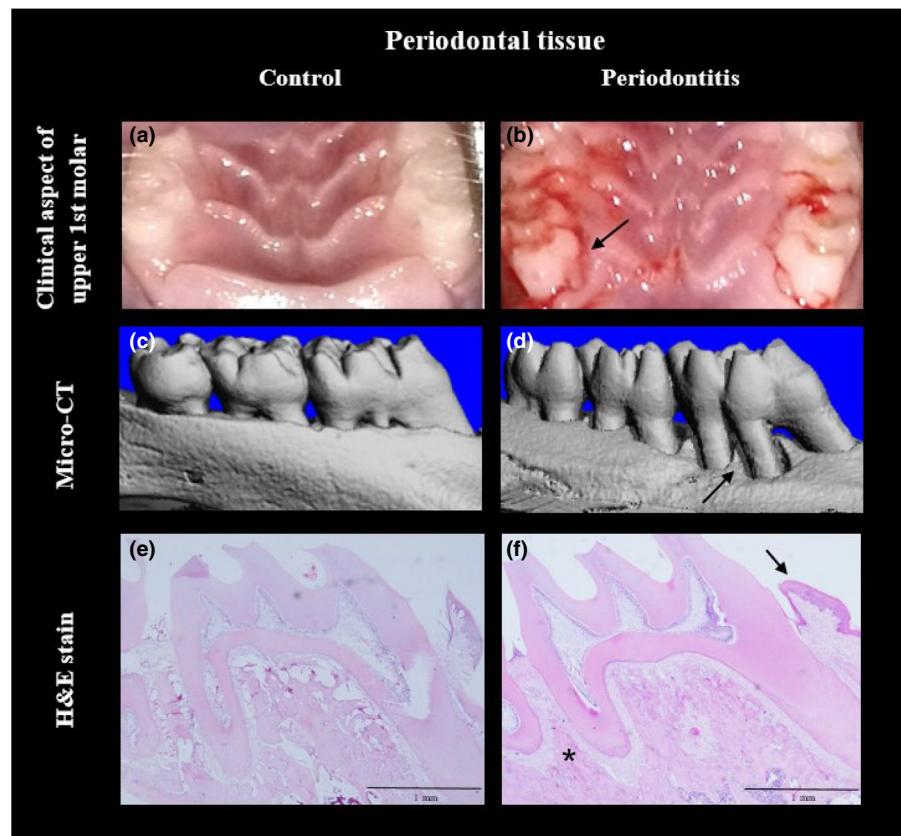 Periodontal tissue
Control
Periodontitis
Clinical aspect of
upper 1st molar
(a)
(b)
Micro-CT
(c)
(d)
H&E stain
(e)
(f)
*
1 mm
1 mm